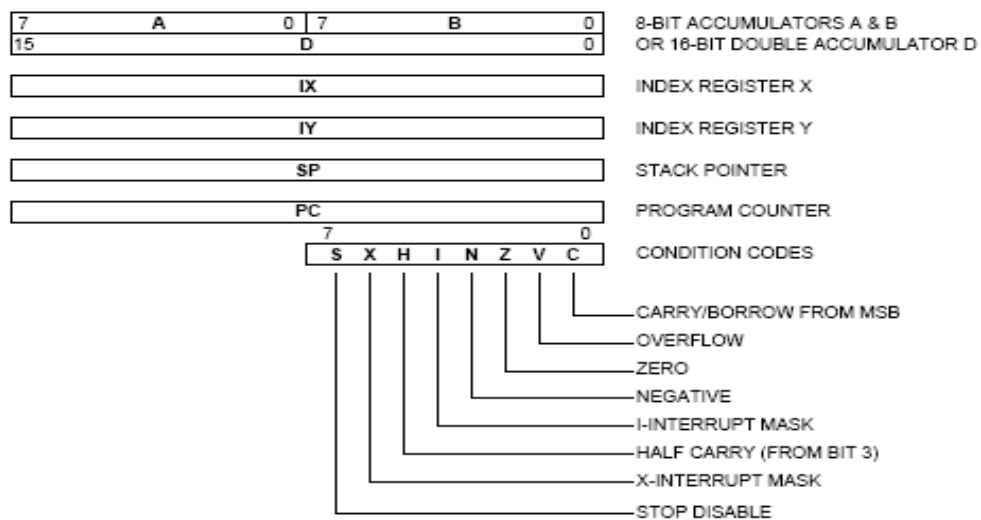 7 A 0 7 B 0 8-BIT ACCUMULATORS A & B
15 D 0 OR 16-BIT DOUBLE ACCUMULATOR D
IX INDEX REGISTER X
IY INDEX REGISTER Y
SP STACK POINTER
PC PROGRAM COUNTER
7 0
S X H I N Z V C CONDITION CODES
CARRY/BORROW FROM MSB
OVERFLOW
ZERO
NEGATIVE
I-INTERRUPT MASK
HALF CARRY (FROM BIT 3)
X-INTERRUPT MASK
STOP DISABLE